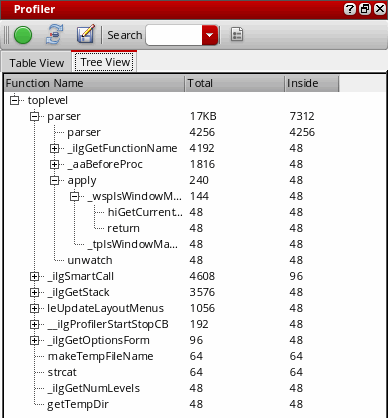 Profiler
Search
Table View Tree View
Function Name Total Inside
toplevel
parser 17KB 7312
parser 4256 4256
_ilgGetFunctionName 4192 48
_aaBeforeProc 1816 48
apply 240 48
_wspIsWindowM... 144 48
hiGetCurrent... 48 48
return 48 48
_tpIsWindowMa... 48 48
unwatch 48 48
_ilgSmartCall 4608 96
_ilgGetStack 3576 48
leUpdateLayoutMenus 1056 48
__ilgProfilerStartStopCB 192 48
_ilgGetOptionsForm 96 48
makeTempFileName 64 64
strcat 64 64
_ilgGetNumLevels 48 48
getTempDir 48 48